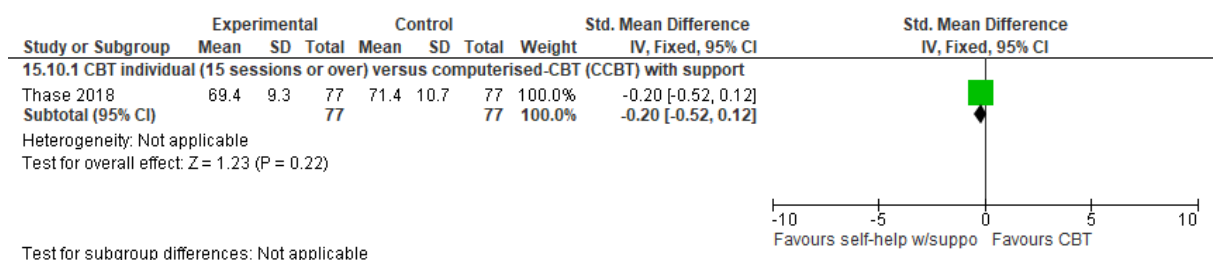 Experimental Control Std. Mean Difference Std. Mean Difference
Study or Subgroup Mean SD Total Mean SD Total Weight IV, Fixed, 95% CI IV, Fixed, 95% CI
15.10.1 CBT individual (15 sessions or over) versus computerised-CBT (CCBT) with support
Thase 2018 69.4 9.3 77 71.4 10.7 77 100.0% -0.20 [-0.52, 0.12]
Subtotal (95% CI) 77 77 100.0% -0.20 [-0.52, 0.12]
Heterogeneity: Not applicable
Test for overall effect: Z = 1.23 (P = 0.22)
-10 -5 0 5 10
Favours self-help w/suppo Favours CBT
Test for subgroup differences: Not applicable